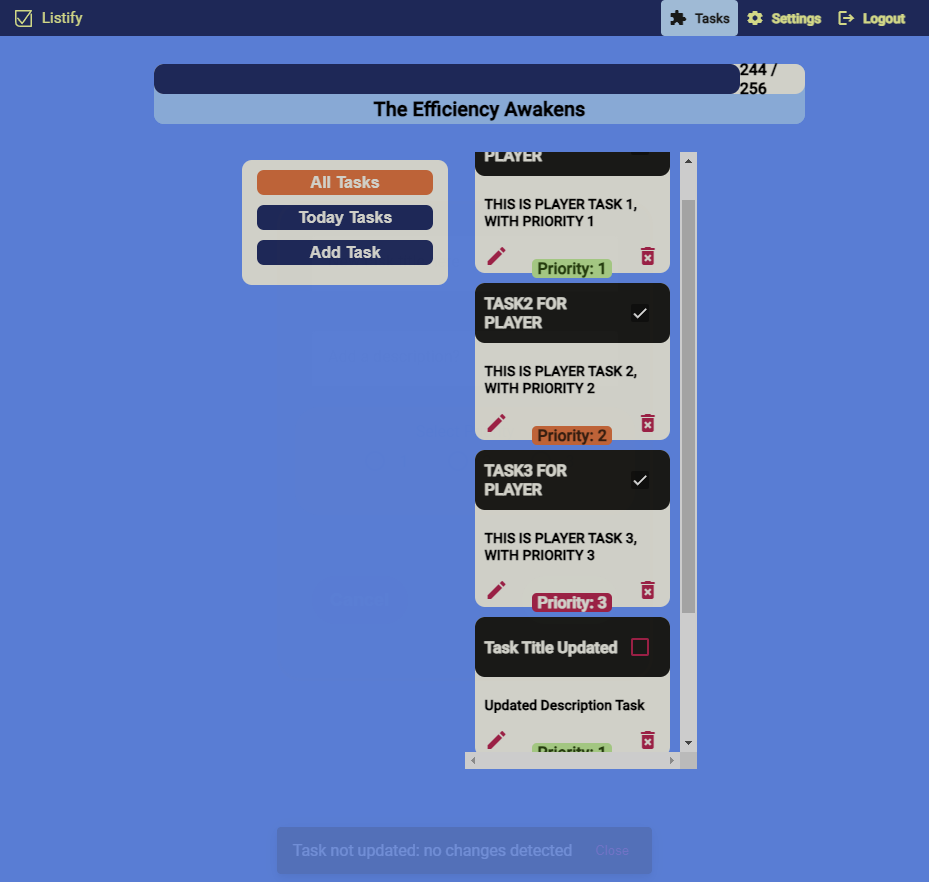 Listify
Tasks
Settings
Logout
244 /
256
The Efficiency Awakens
All Tasks
Today Tasks
Add Task
PLAYER
THIS IS PLAYER TASK 1,
WITH PRIORITY 1
Priority: 1
TASK2 FOR
PLAYER
THIS IS PLAYER TASK 2,
WITH PRIORITY 2
Priority: 2
TASK3 FOR
PLAYER
THIS IS PLAYER TASK 3,
WITH PRIORITY 3
Priority: 3
Task Title Updated
Updated Description Task
Priority: 1
Task not updated: no changes detected
Close